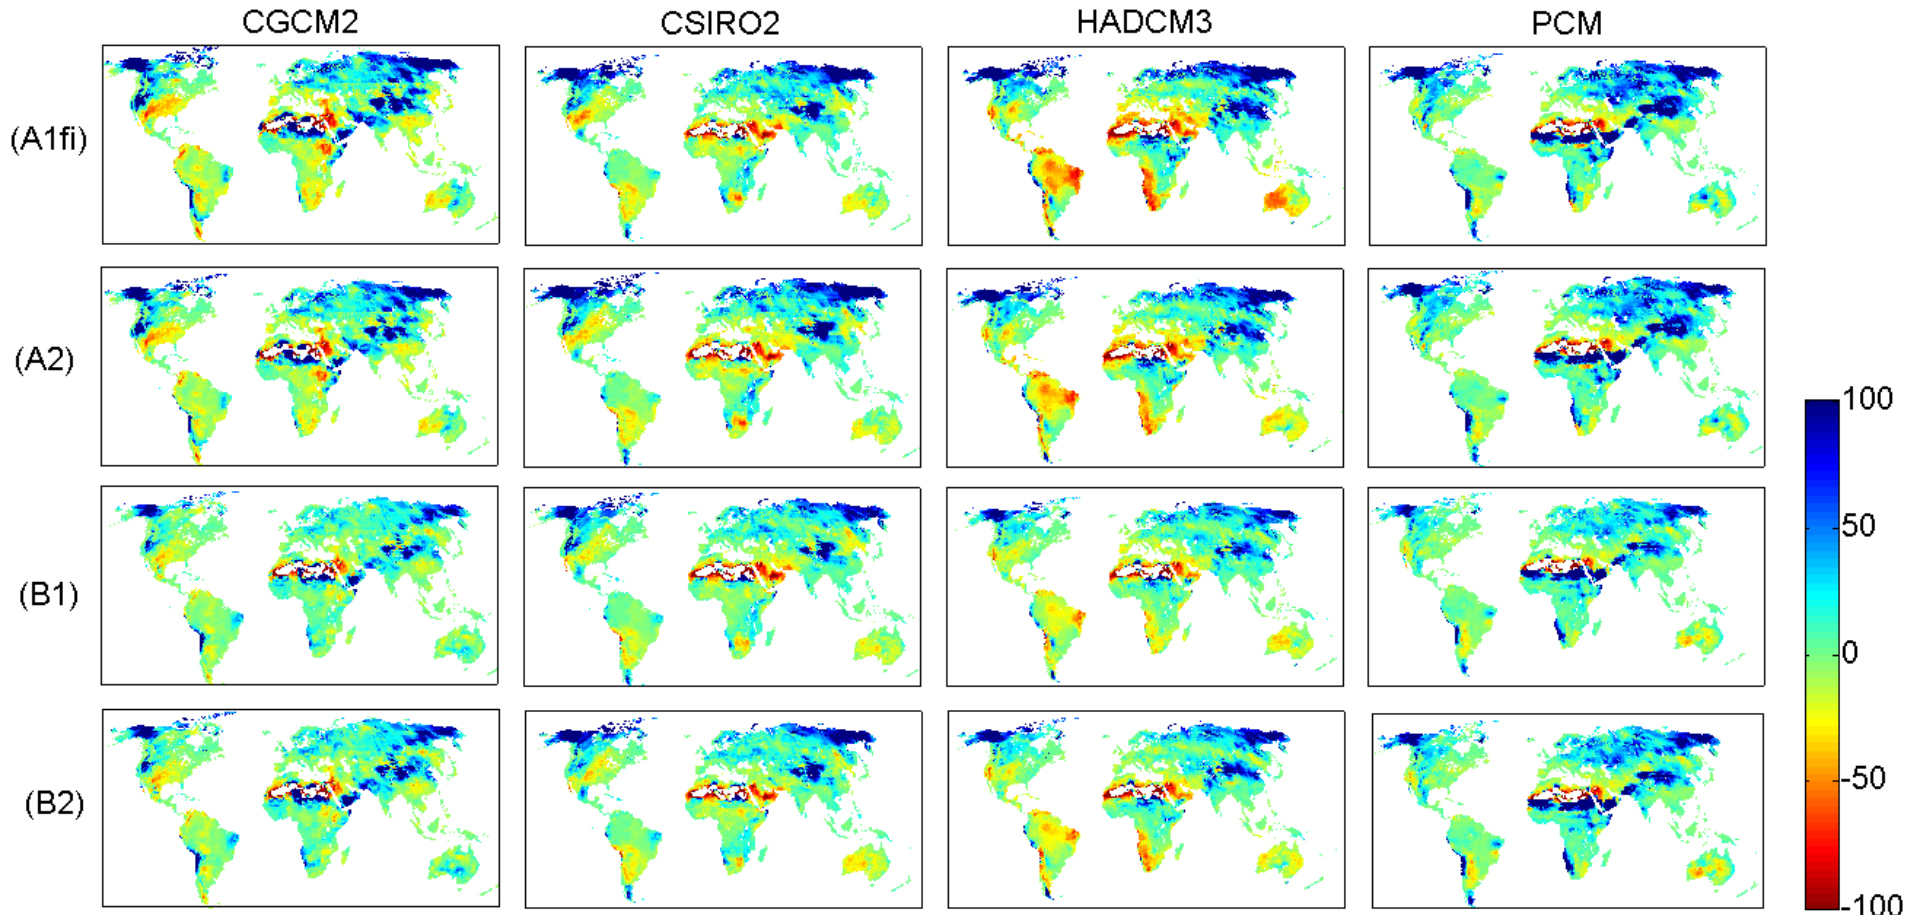 CGCM2 CSIRO2 HADCM3 PCM
(A1fi)
(A2)
(B1)
(B2)
100
50
0
-50
-100